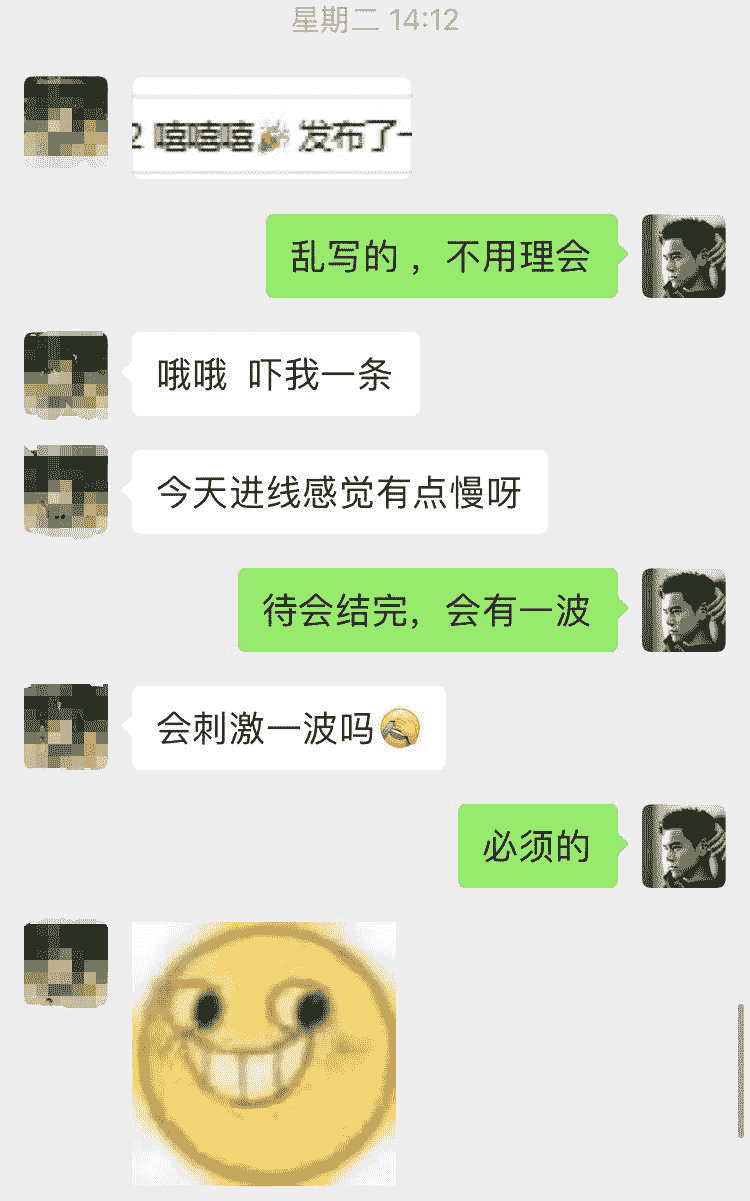 星期二 14:12
2 嘻嘻嘻🎉 发布了一
乱写的 ，不用理会
哦哦 吓我一条
今天进线感觉有点慢呀
待会结完，会有一波
会刺激一波吗😂
必须的